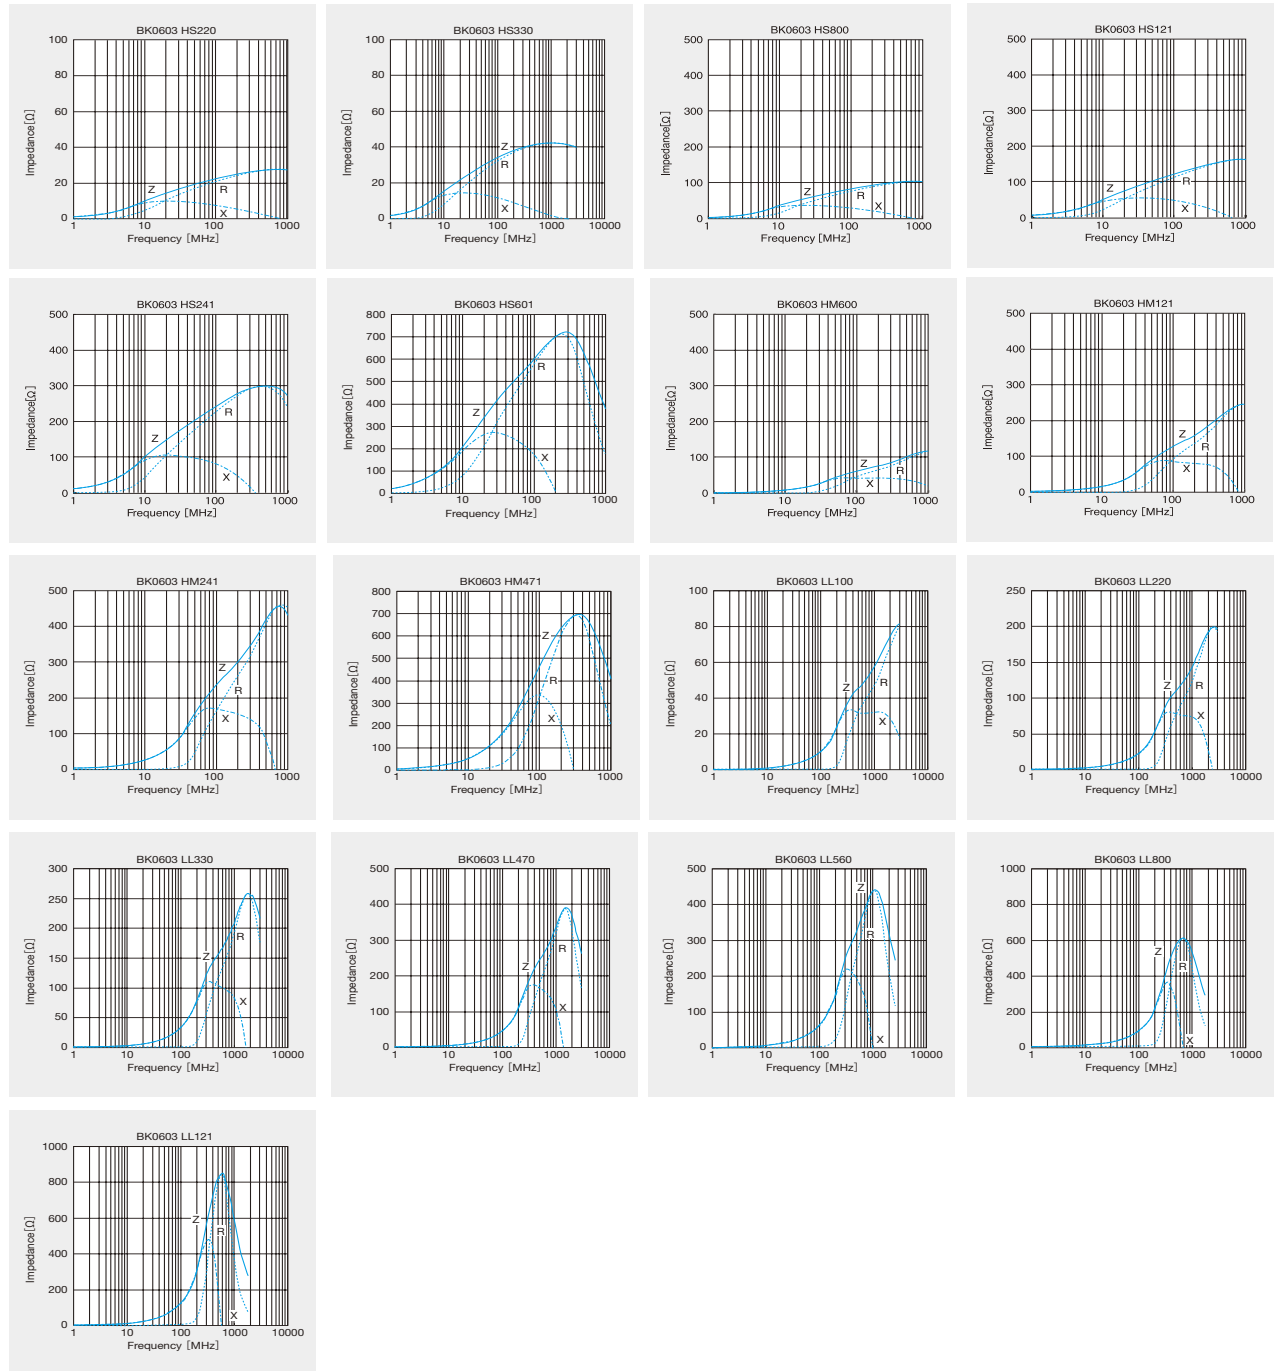 BK0603 HS220
100
80
60
40
20
0
Impedance[Ω]
Z
R
X
1
10
100
1000
Frequency [MHz]
BK0603 HS330
100
80
60
40
20
0
Impedance[Ω]
Z
R
X
1
10
100
1000
10000
Frequency [MHz]
BK0603 HS800
500
400
300
200
100
0
Impedance[Ω]
Z
R
X
1
10
100
1000
Frequency [MHz]
BK0603 HS121
500
400
300
200
100
0
Impedance[Ω]
Z
R
X
1
10
100
1000
Frequency [MHz]
BK0603 HS241
500
400
300
200
100
0
Impedance[Ω]
Z
R
X
1
10
100
1000
Frequency [MHz]
BK0603 HS601
800
700
600
500
400
300
200
100
0
Impedance[Ω]
Z
R
X
1
10
100
1000
Frequency [MHz]
BK0603 HM600
500
400
300
200
100
0
Impedance[Ω]
Z
R
X
1
10
100
1000
Frequency [MHz]
BK0603 HM121
500
400
300
200
100
0
Impedance[Ω]
Z
R
X
1
10
100
1000
Frequency [MHz]
BK0603 HM241
500
400
300
200
100
0
Impedance[Ω]
Z
R
X
1
10
100
1000
Frequency [MHz]
BK0603 HM471
800
700
600
500
400
300
200
100
0
Impedance[Ω]
Z
R
X
1
10
100
1000
Frequency [MHz]
BK0603 LL100
100
80
60
40
20
0
Impedance[Ω]
Z
R
X
1
10
100
1000
10000
Frequency [MHz]
BK0603 LL220
250
200
150
100
50
0
Impedance[Ω]
Z
R
X
1
10
100
1000
10000
Frequency [MHz]
BK0603 LL330
300
250
200
150
100
50
0
Impedance[Ω]
Z
R
X
1
10
100
1000
10000
Frequency [MHz]
BK0603 LL470
500
400
300
200
100
0
Impedance[Ω]
Z
R
X
1
10
100
1000
10000
Frequency [MHz]
BK0603 LL560
500
400
300
200
100
0
Impedance[Ω]
Z
R
X
1
10
100
1000
10000
Frequency [MHz]
BK0603 LL800
1000
800
600
400
200
0
Impedance[Ω]
Z
R
X
1
10
100
1000
10000
Frequency [MHz]
BK0603 LL121
1000
800
600
400
200
0
Impedance[Ω]
Z
R
X
1
10
100
1000
10000
Frequency [MHz]